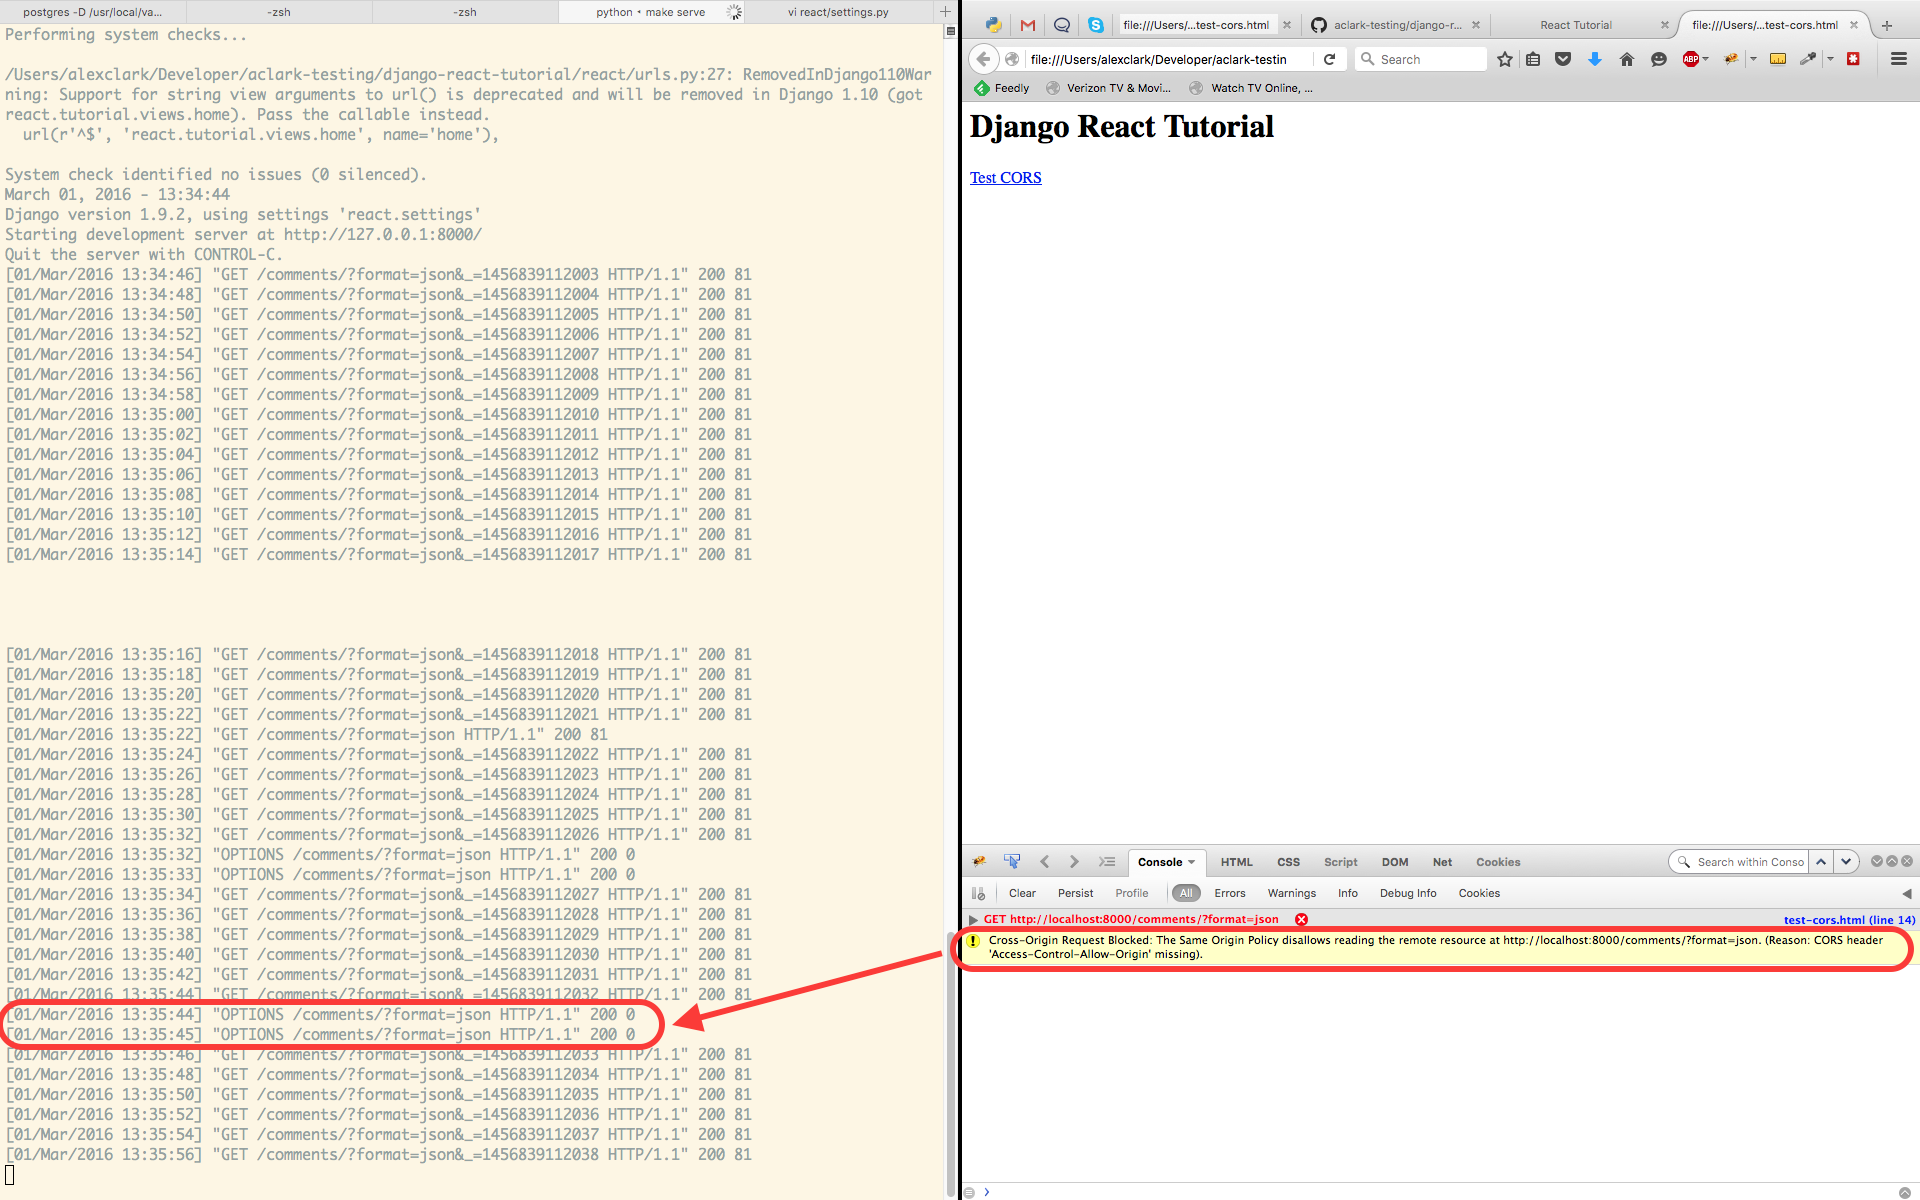 postgres -D /usr/local/va...
-zsh
-zsh
python • make serve
vi react/settings.py
Performing system checks...
/Users/alexclark/Developer/aclark-testing/django-react-tutorial/react/urls.py:27: RemovedInDjango110War
ning: Support for string view arguments to url() is deprecated and will be removed in Django 1.10 (got
react.tutorial.views.home). Pass the callable instead.
url(r'^$', 'react.tutorial.views.home', name='home'),
System check identified no issues (0 silenced).
March 01, 2016 - 13:34:44
Django version 1.9.2, using settings 'react.settings'
Starting development server at http://127.0.0.1:8000/
Quit the server with CONTROL-C.
[01/Mar/2016 13:34:46] "GET /comments/?format=json&_=1456839112003 HTTP/1.1" 200 81
[01/Mar/2016 13:34:48] "GET /comments/?format=json&_=1456839112004 HTTP/1.1" 200 81
[01/Mar/2016 13:34:50] "GET /comments/?format=json&_=1456839112005 HTTP/1.1" 200 81
[01/Mar/2016 13:34:52] "GET /comments/?format=json&_=1456839112006 HTTP/1.1" 200 81
[01/Mar/2016 13:34:54] "GET /comments/?format=json&_=1456839112007 HTTP/1.1" 200 81
[01/Mar/2016 13:34:56] "GET /comments/?format=json&_=1456839112008 HTTP/1.1" 200 81
[01/Mar/2016 13:34:58] "GET /comments/?format=json&_=1456839112009 HTTP/1.1" 200 81
[01/Mar/2016 13:35:00] "GET /comments/?format=json&_=1456839112010 HTTP/1.1" 200 81
[01/Mar/2016 13:35:02] "GET /comments/?format=json&_=1456839112011 HTTP/1.1" 200 81
[01/Mar/2016 13:35:04] "GET /comments/?format=json&_=1456839112012 HTTP/1.1" 200 81
[01/Mar/2016 13:35:06] "GET /comments/?format=json&_=1456839112013 HTTP/1.1" 200 81
[01/Mar/2016 13:35:08] "GET /comments/?format=json&_=1456839112014 HTTP/1.1" 200 81
[01/Mar/2016 13:35:10] "GET /comments/?format=json&_=1456839112015 HTTP/1.1" 200 81
[01/Mar/2016 13:35:12] "GET /comments/?format=json&_=1456839112016 HTTP/1.1" 200 81
[01/Mar/2016 13:35:14] "GET /comments/?format=json&_=1456839112017 HTTP/1.1" 200 81
[01/Mar/2016 13:35:16] "GET /comments/?format=json&_=1456839112018 HTTP/1.1" 200 81
[01/Mar/2016 13:35:18] "GET /comments/?format=json&_=1456839112019 HTTP/1.1" 200 81
[01/Mar/2016 13:35:20] "GET /comments/?format=json&_=1456839112020 HTTP/1.1" 200 81
[01/Mar/2016 13:35:22] "GET /comments/?format=json&_=1456839112021 HTTP/1.1" 200 81
[01/Mar/2016 13:35:22] "GET /comments/?format=json HTTP/1.1" 200 81
[01/Mar/2016 13:35:24] "GET /comments/?format=json&_=1456839112022 HTTP/1.1" 200 81
[01/Mar/2016 13:35:26] "GET /comments/?format=json&_=1456839112023 HTTP/1.1" 200 81
[01/Mar/2016 13:35:28] "GET /comments/?format=json&_=1456839112024 HTTP/1.1" 200 81
[01/Mar/2016 13:35:30] "GET /comments/?format=json&_=1456839112025 HTTP/1.1" 200 81
[01/Mar/2016 13:35:32] "GET /comments/?format=json&_=1456839112026 HTTP/1.1" 200 81
[01/Mar/2016 13:35:32] "OPTIONS /comments/?format=json HTTP/1.1" 200 0
[01/Mar/2016 13:35:33] "OPTIONS /comments/?format=json HTTP/1.1" 200 0
[01/Mar/2016 13:35:34] "GET /comments/?format=json&_=1456839112027 HTTP/1.1" 200 81
[01/Mar/2016 13:35:36] "GET /comments/?format=json&_=1456839112028 HTTP/1.1" 200 81
[01/Mar/2016 13:35:38] "GET /comments/?format=json&_=1456839112029 HTTP/1.1" 200 81
[01/Mar/2016 13:35:40] "GET /comments/?format=json&_=1456839112030 HTTP/1.1" 200 81
[01/Mar/2016 13:35:42] "GET /comments/?format=json&_=1456839112031 HTTP/1.1" 200 81
[01/Mar/2016 13:35:44] "GET /comments/?format=json&_=1456839112032 HTTP/1.1" 200 81
[01/Mar/2016 13:35:44] "OPTIONS /comments/?format=json HTTP/1.1" 200 0
[01/Mar/2016 13:35:45] "OPTIONS /comments/?format=json HTTP/1.1" 200 0
[01/Mar/2016 13:35:46] "GET /comments/?format=json&_=1456839112033 HTTP/1.1" 200 81
[01/Mar/2016 13:35:48] "GET /comments/?format=json&_=1456839112034 HTTP/1.1" 200 81
[01/Mar/2016 13:35:50] "GET /comments/?format=json&_=1456839112035 HTTP/1.1" 200 81
[01/Mar/2016 13:35:52] "GET /comments/?format=json&_=1456839112036 HTTP/1.1" 200 81
[01/Mar/2016 13:35:54] "GET /comments/?format=json&_=1456839112037 HTTP/1.1" 200 81
[01/Mar/2016 13:35:56] "GET /comments/?format=json&_=1456839112038 HTTP/1.1" 200 81
file:///Users/...test-cors.html
aclark-testing/django-r...
React Tutorial
file:///Users/...test-cors.html
file:///Users/alexclark/Developer/aclark-testin
Search
ABP
Feedly
Verizon TV & Movi...
Watch TV Online, ...
Django React Tutorial
Test CORS
Console
HTML
CSS
Script
DOM
Net
Cookies
Search within Conso
Clear
Persist
Profile
All
Errors
Warnings
Info
Debug Info
Cookies
GET http://localhost:8000/comments/?format=json
test-cors.html (line 14)
Cross-Origin Request Blocked: The Same Origin Policy disallows reading the remote resource at http://localhost:8000/comments/?format=json. (Reason: CORS header
'Access-Control-Allow-Origin' missing).